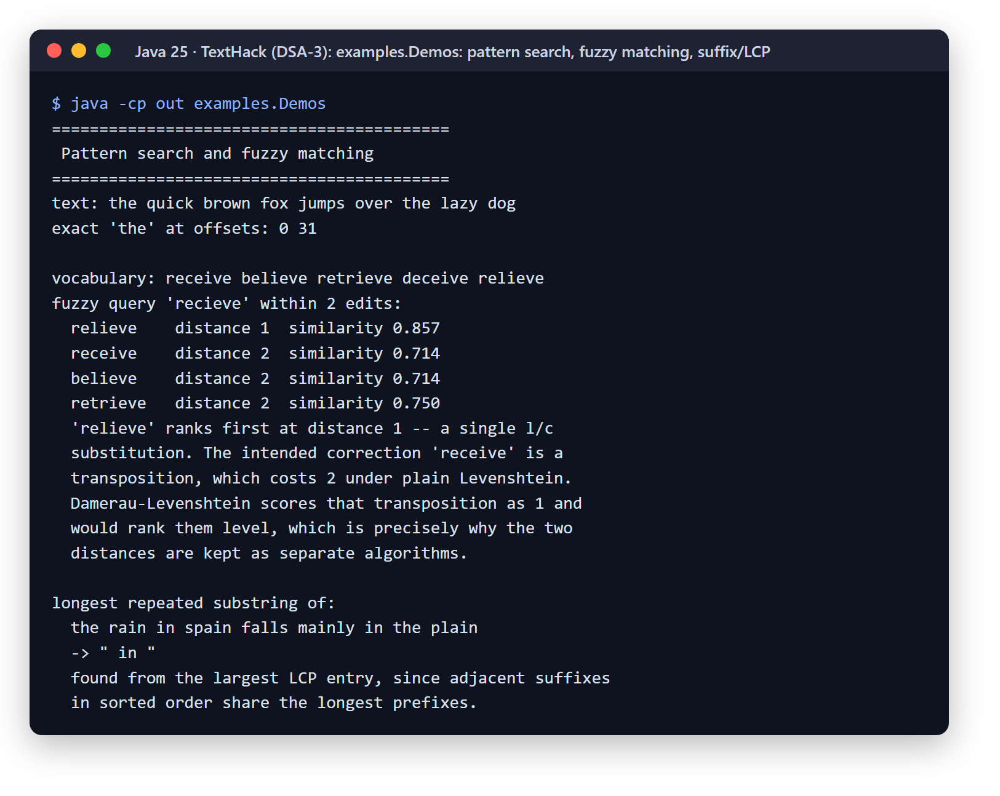 Java 25 · TextHack (DSA-3): examples.Demos: pattern search, fuzzy matching, suffix/LCP
$ java -cp out examples.Demos
==========================================
 Pattern search and fuzzy matching
==========================================
text: the quick brown fox jumps over the lazy dog
exact 'the' at offsets: 0 31

vocabulary: receive believe retrieve deceive relieve
fuzzy query 'recieve' within 2 edits:
  relieve    distance 1  similarity 0.857
  receive    distance 2  similarity 0.714
  believe    distance 2  similarity 0.714
  retrieve   distance 2  similarity 0.750
  'relieve' ranks first at distance 1 -- a single l/c
  substitution. The intended correction 'receive' is a
  transposition, which costs 2 under plain Levenshtein.
  Damerau-Levenshtein scores that transposition as 1 and
  would rank them level, which is precisely why the two
  distances are kept as separate algorithms.

longest repeated substring of:
  the rain in spain falls mainly in the plain
  -> " in "
  found from the largest LCP entry, since adjacent suffixes
  in sorted order share the longest prefixes.